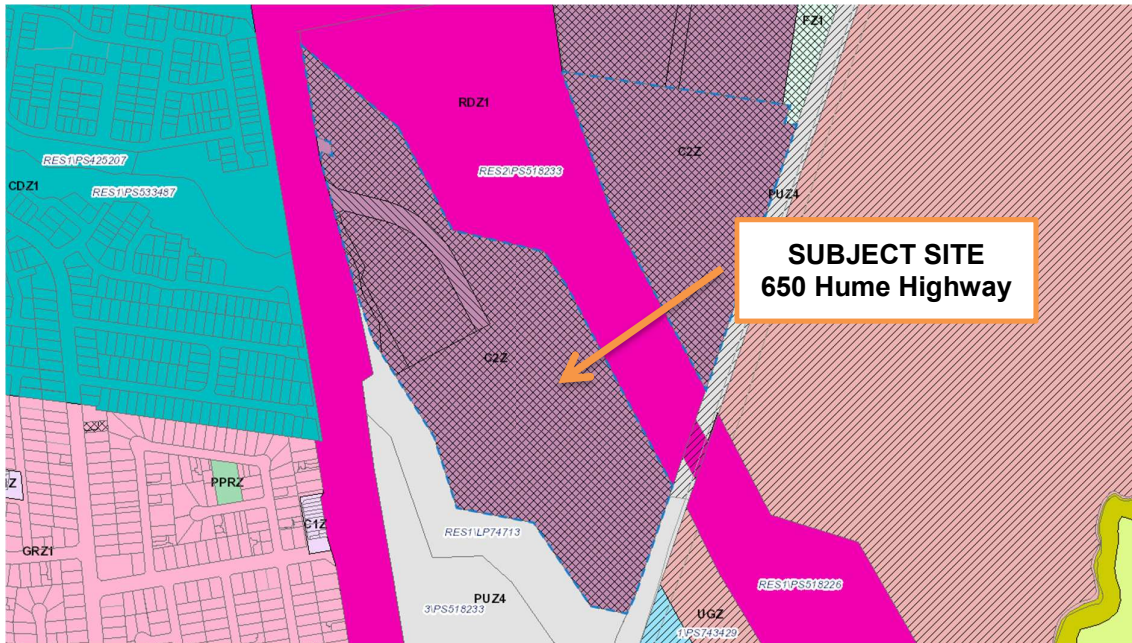 FZ1
RDZ1
RES1\PS425207
C2Z
RES2\PS518233
CDZ1
RES1\PS533487
PUZ4
SUBJECT SITE
650 Hume Highway
C2Z
PPRZ
C1Z
RES1\LP74713
GRZ1
RES1\PS518226
PUZ4
3\PS518233
UGZ
1\PS743429